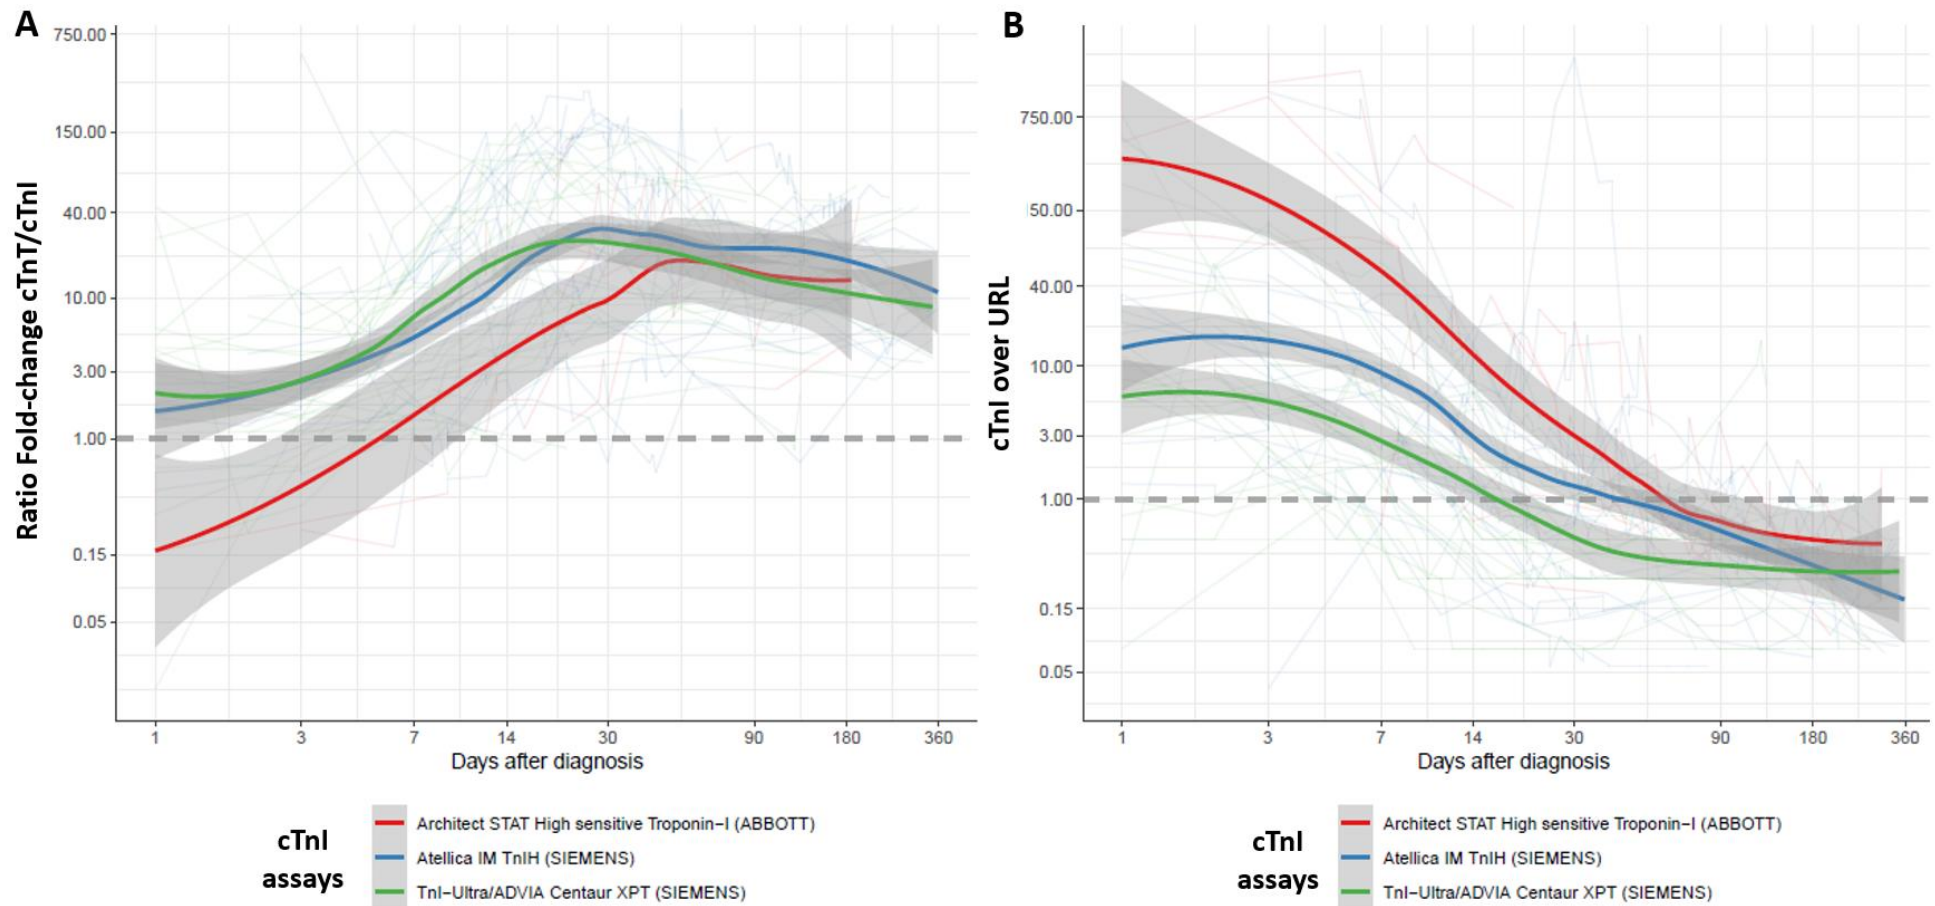 A
Ratio Fold-change cTnT/cTnI
750.00
150.00
40.00
10.00
3.00
1.00
0.15
0.05
1 3 7 14 30 90 180 360
Days after diagnosis
cTnI
assays
Architect STAT High sensitive Troponin-I (ABBOTT)
Atellica IM TnIH (SIEMENS)
TnI-Ultra/ADVIA Centaur XPT (SIEMENS)
B
cTnI over URL
750.00
50.00
40.00
10.00
3.00
1.00
0.15
0.05
1 3 7 14 30 90 180 360
Days after diagnosis
cTnI
assays
Architect STAT High sensitive Troponin-I (ABBOTT)
Atellica IM TnIH (SIEMENS)
TnI-Ultra/ADVIA Centaur XPT (SIEMENS)